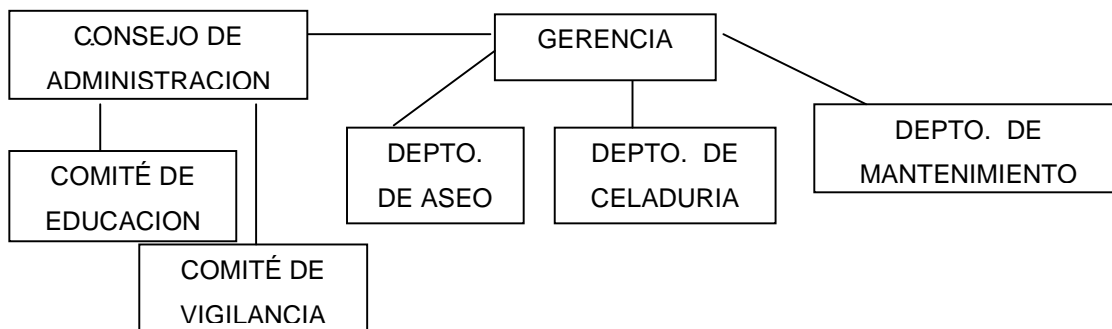 CONSEJO DE
ADMINISTRACION
GERENCIA
DEPTO.
DE ASEO
DEPTO. DE
CELADURIA
DEPTO. DE
MANTENIMIENTO
COMITÉ DE
EDUCACION
COMITÉ DE
VIGILANCIA